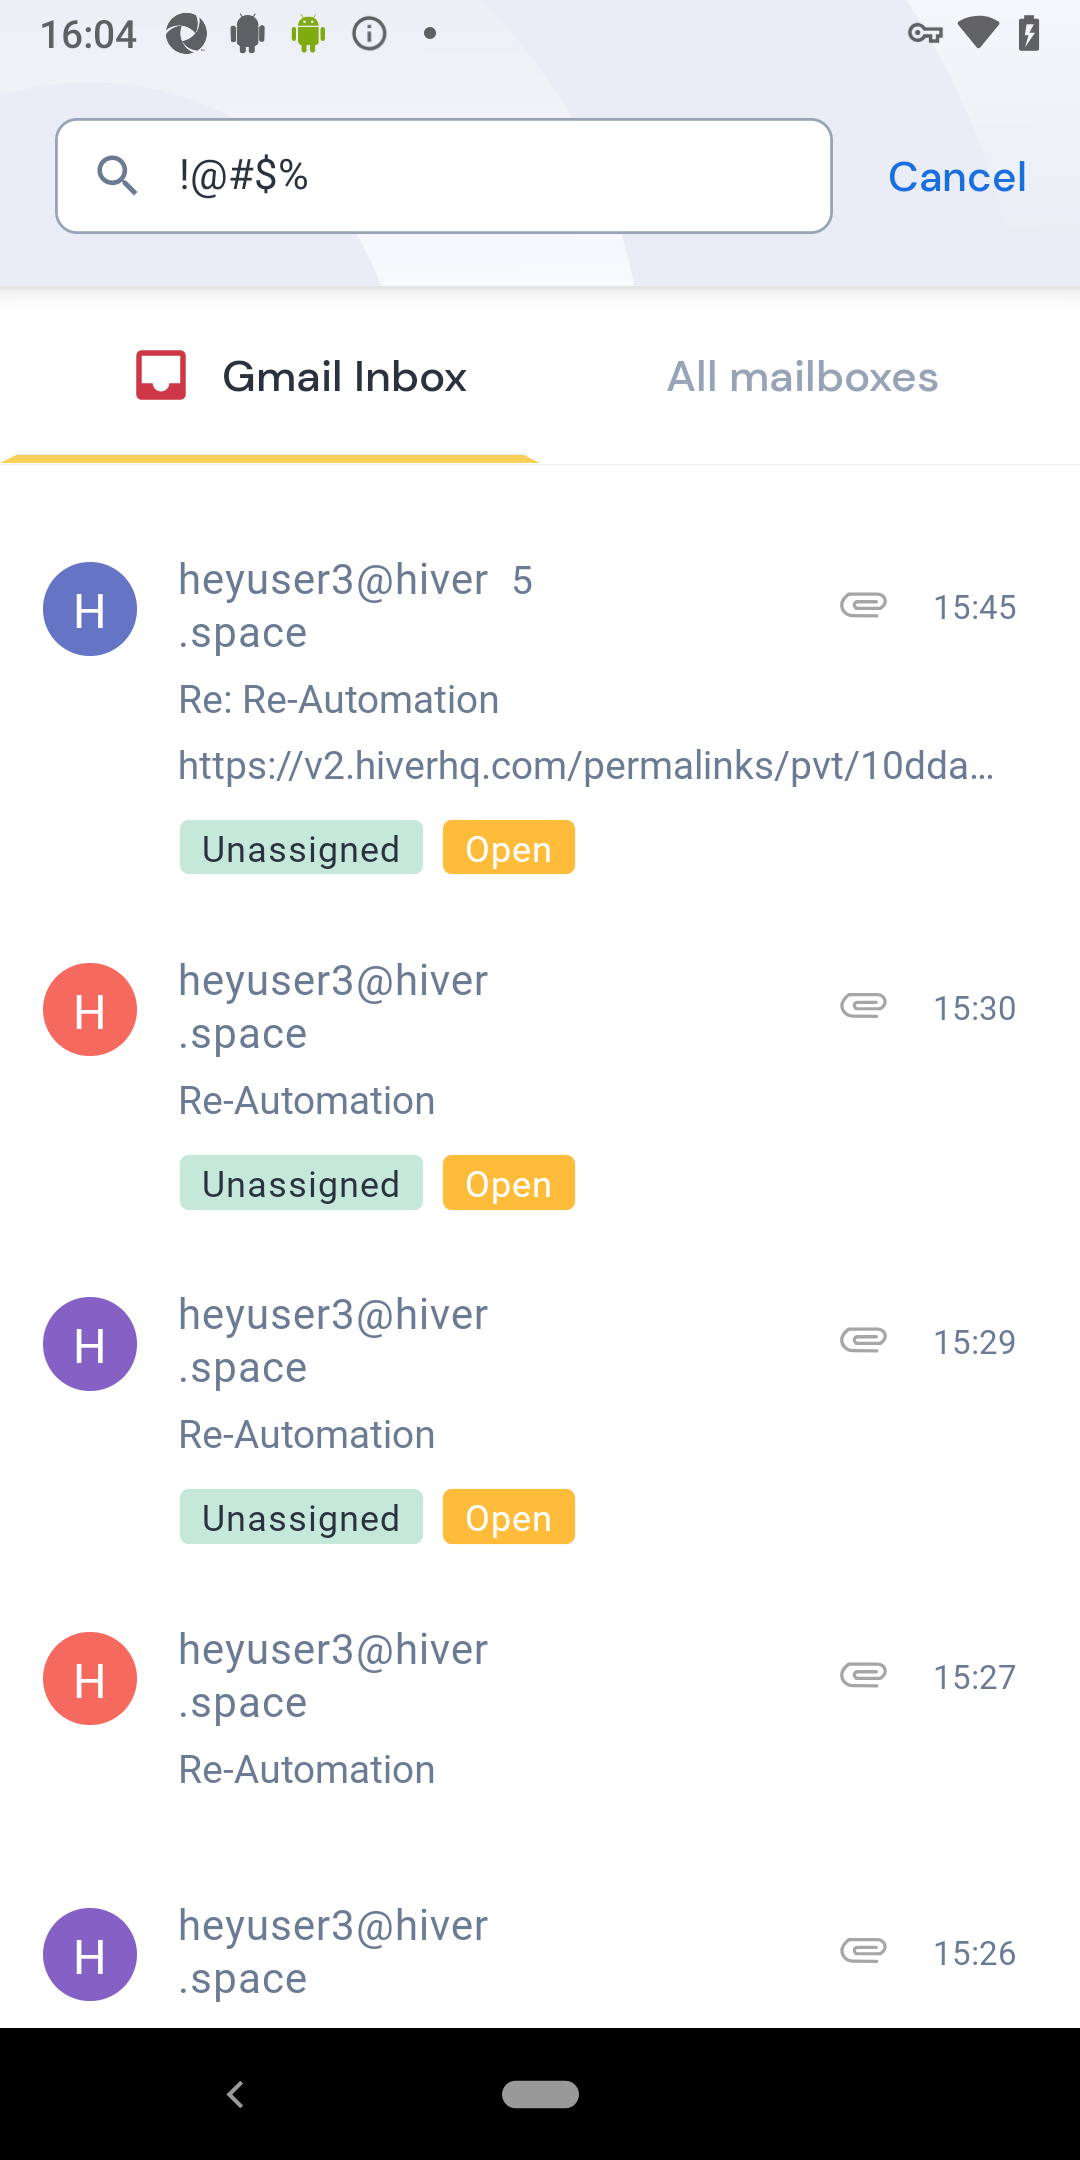 16:04
!@#$%
Cancel
Gmail Inbox
All mailboxes
H
heyuser3@hiver 5
.space
15:45
Re: Re-Automation
https://v2.hiverhq.com/permalinks/pvt/10dda…
Unassigned Open
H
heyuser3@hiver
.space
15:30
Re-Automation
Unassigned Open
H
heyuser3@hiver
.space
15:29
Re-Automation
Unassigned Open
H
heyuser3@hiver
.space
15:27
Re-Automation
H
heyuser3@hiver
.space
15:26